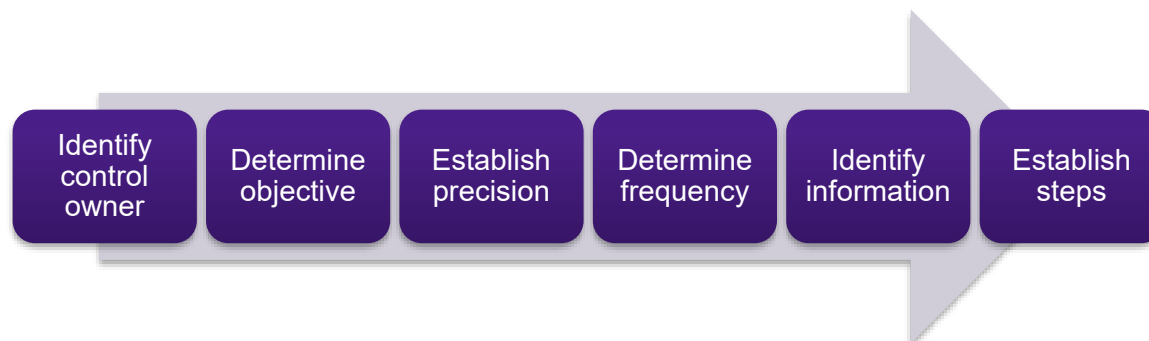 Identify
control
owner
Determine
objective
Establish
precision
Determine
frequency
Identify
information
Establish
steps